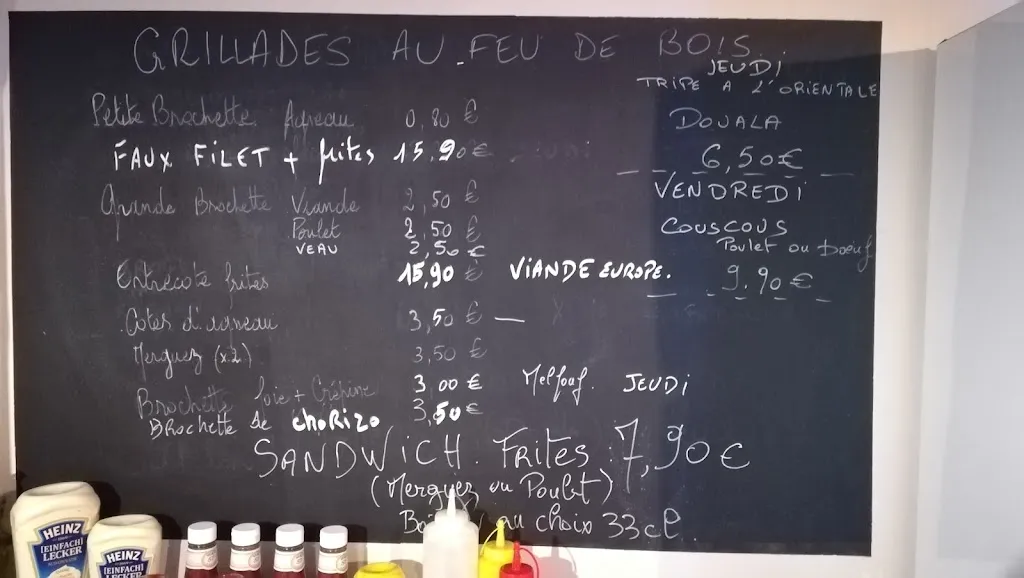 GRILLADES AU FEU DE BOIS
Petite Brochette Agneau 0,80 €
FAUX FILET + frites 15,90 €
Grande Brochette Viande 2,50 €
Poulet 2,50 €
VEAU 2,50 €
Entrecote frites 15,90 € VIANDE EUROPE.
Cotes d'agneau 3,50 € —
Merguez (x2) 3,50 €
Brochette foie + Crépine 3,00 € Melfouf. JEUDI
Brochette de CHORIZO 3,50 €
SANDWICH. FRITES : 7,90 €
(Merguez ou Poulet)
au choix 33cl.
JEUDI
TRIPE A L'ORIENTALE
DOUALA
6,50 €
VENDREDI
COUSCOUS
Poulet ou Boeuf
9.90 €
HEINZ
[EINFACH]
LECKER
HEINZ
[EINFACH]
LECKER